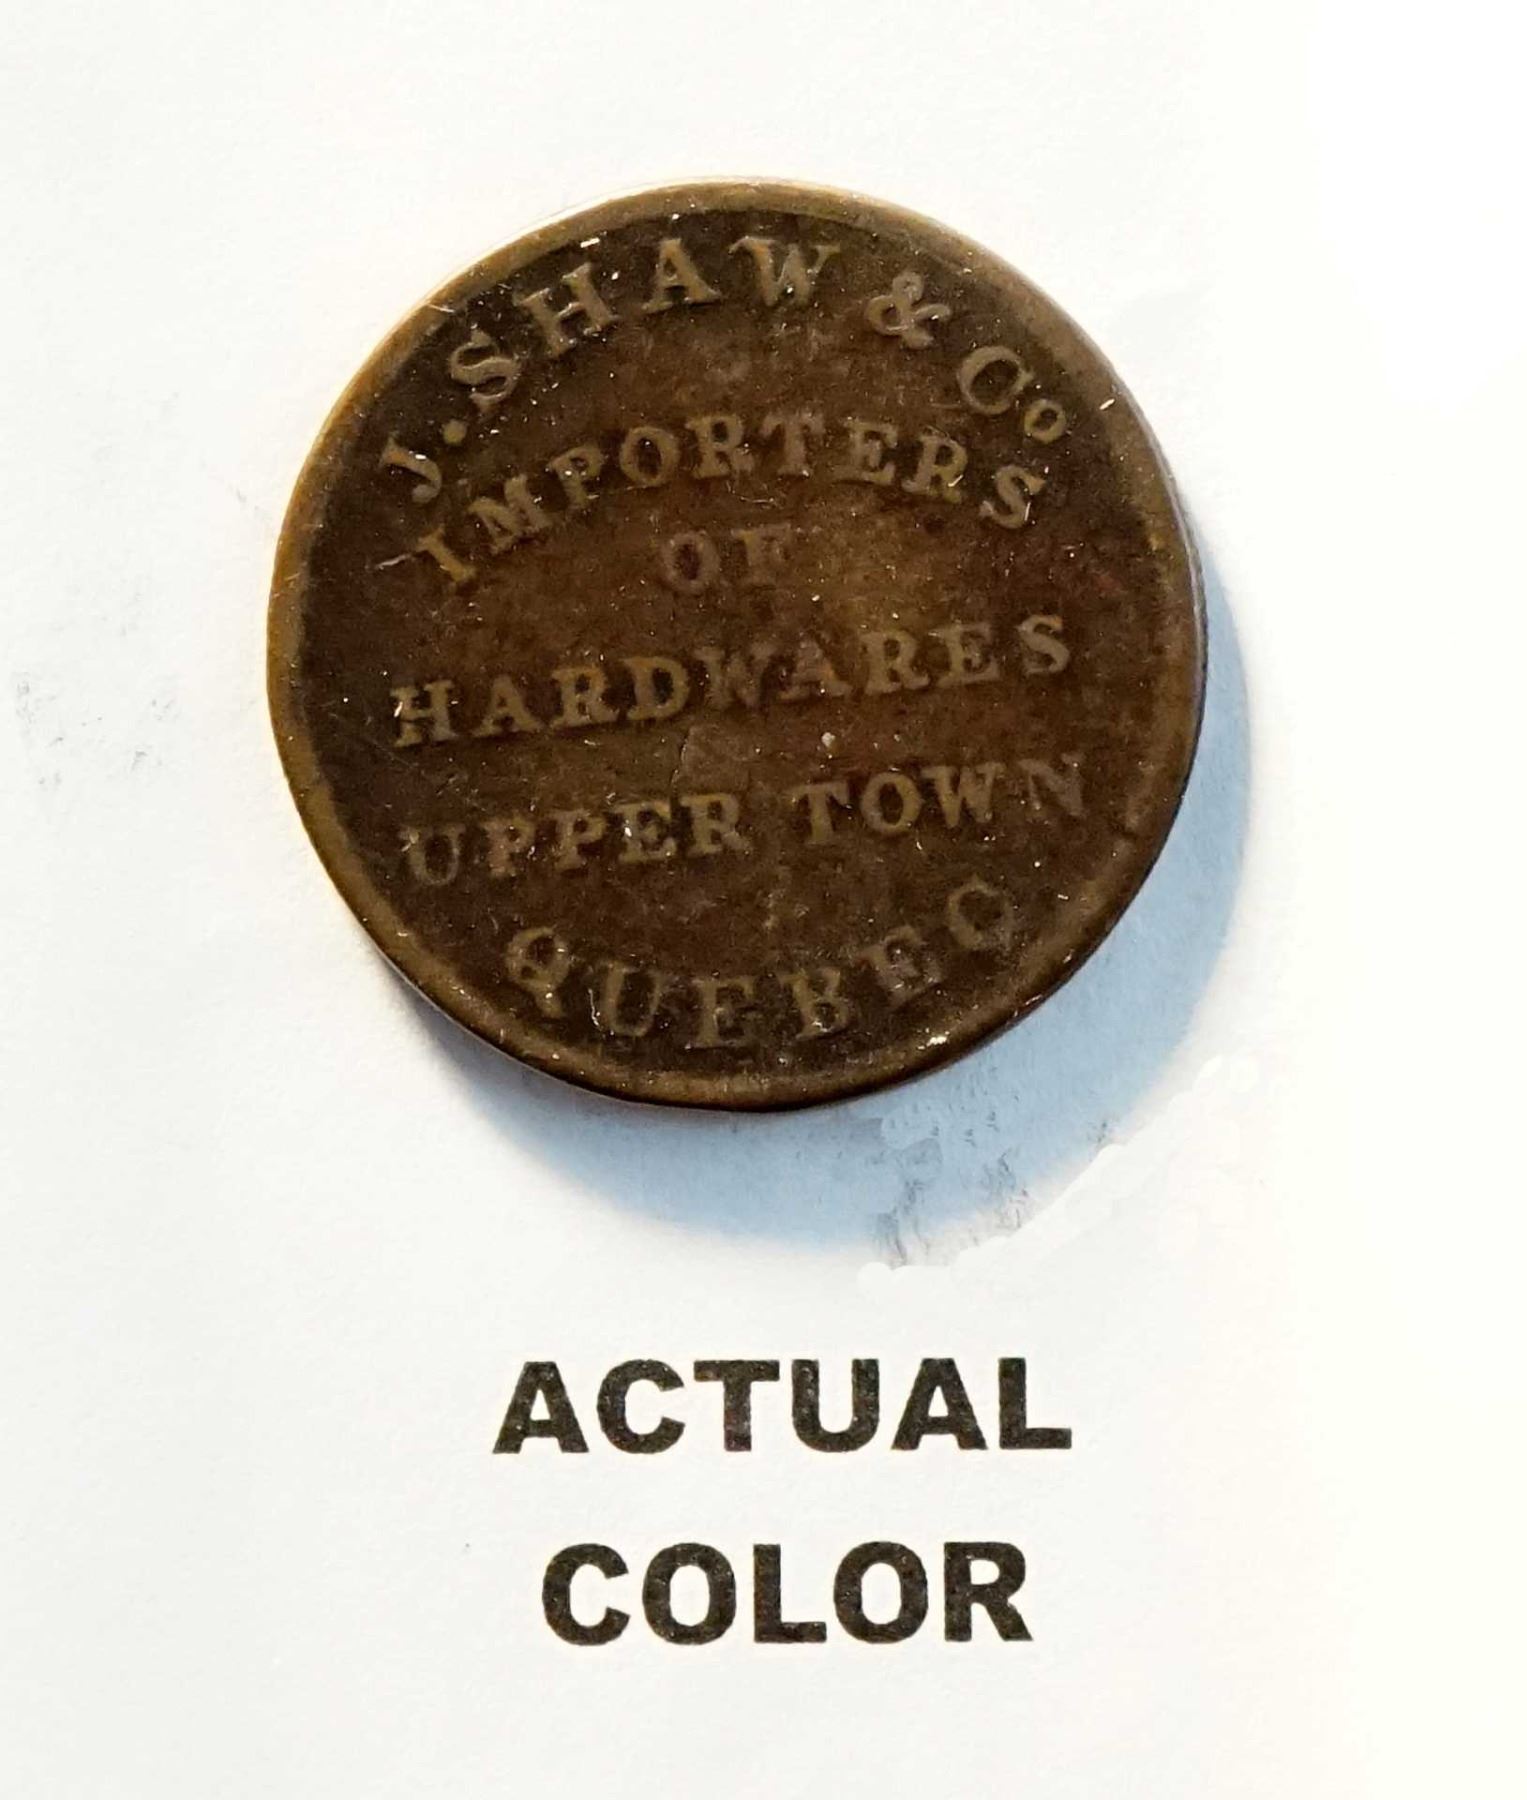 J. SHAW & Co
IMPORTERS
OF
HARDWARES
UPPER TOWN
QUEBEC
ACTUAL
COLOR